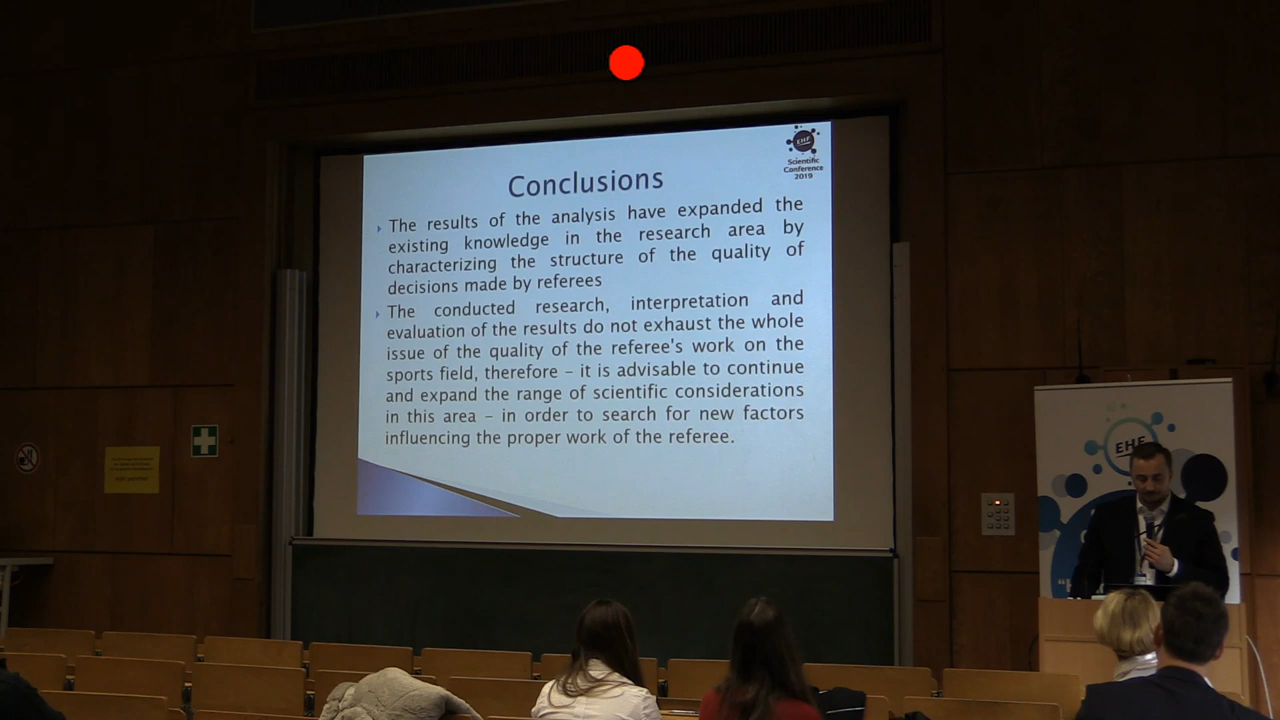 EHF
Scientific
Conference
2019
Conclusions
The results of the analysis have expanded the
existing knowledge in the research area by
characterizing the structure of the quality of
decisions made by referees
The conducted research, interpretation and
evaluation of the results do not exhaust the whole
issue of the quality of the referee's work on the
sports field, therefore – it is advisable to continue
and expand the range of scientific considerations
in this area – in order to search for new factors
influencing the proper work of the referee.
EHF